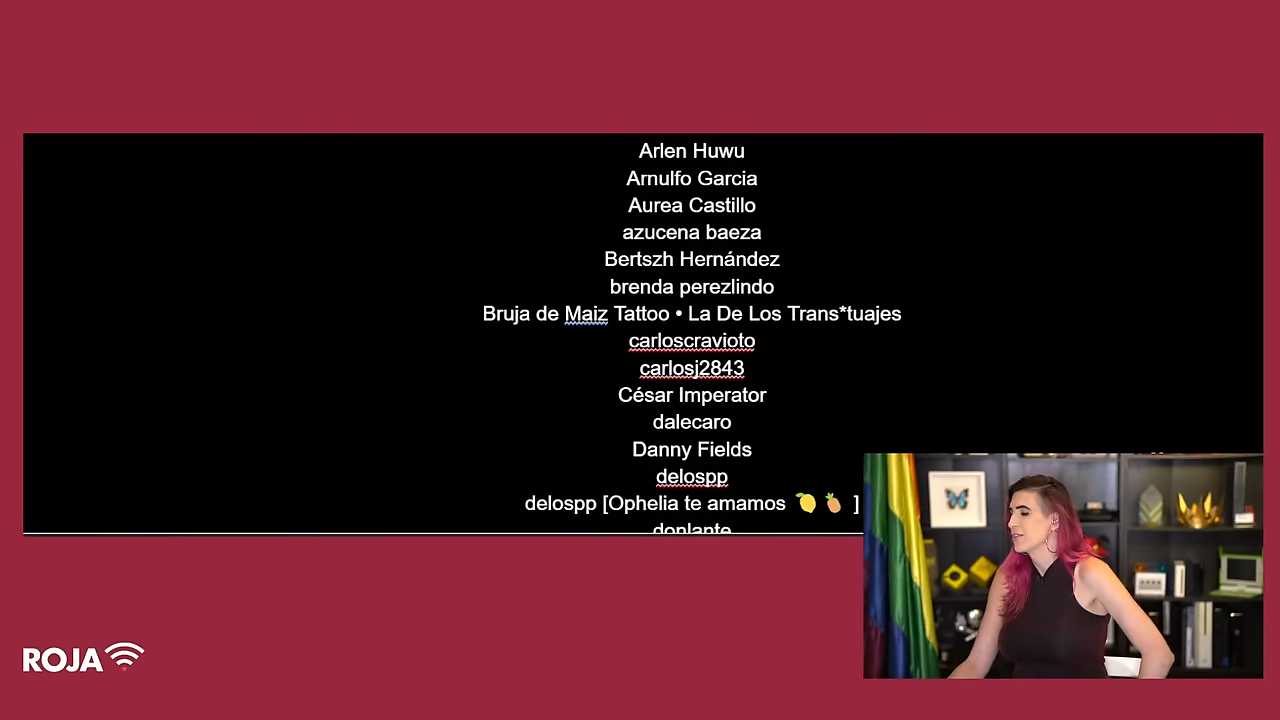 Arlen Huwu
Arnulfo Garcia
Aurea Castillo
azucena baeza
Bertszh Hernández
brenda perezlindo
Bruja de Maiz Tattoo • La De Los Trans*tuajes
carloscravioto
carlosj2843
César Imperator
dalecaro
Danny Fields
delospp
delospp [Ophelia te amamos 🍋🍍 ]
doplante
ROJA